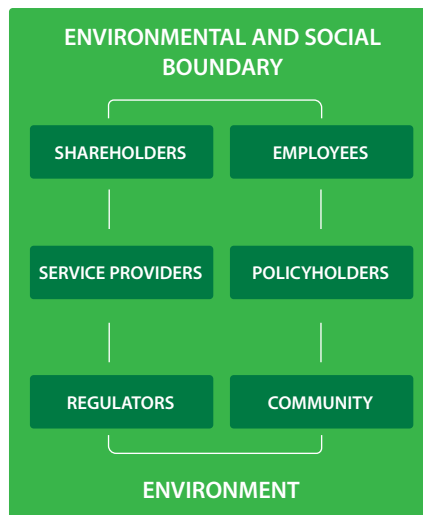 ENVIRONMENTAL AND SOCIAL
BOUNDARY
SHAREHOLDERS
EMPLOYEES
SERVICE PROVIDERS
POLICYHOLDERS
REGULATORS
COMMUNITY
ENVIRONMENT